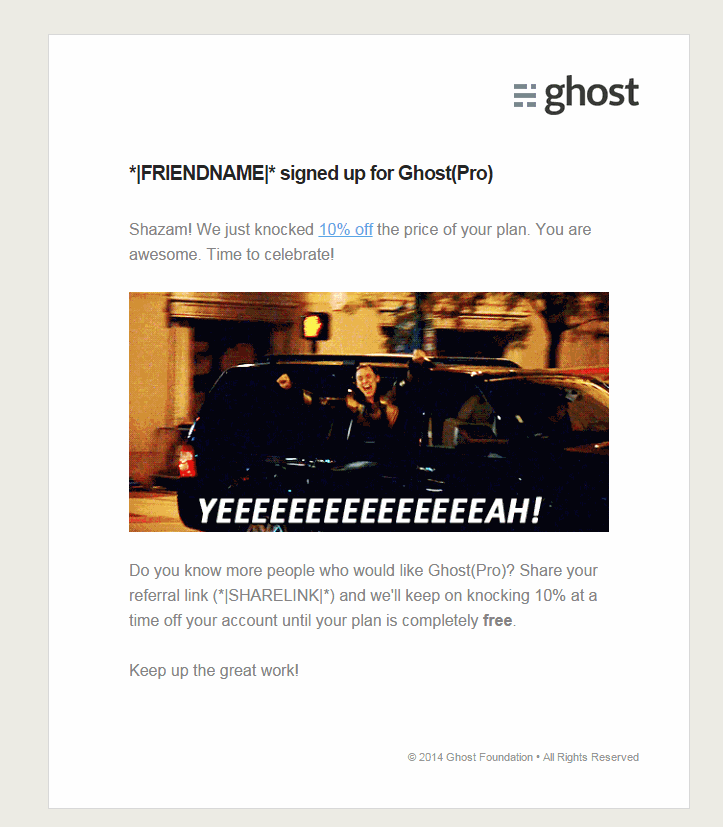 ghost
*|FRIENDNAME|* signed up for Ghost(Pro)
Shazam! We just knocked 10% off the price of your plan. You are
awesome. Time to celebrate!
YEEEEEEEEEEEEEEEAH!
Do you know more people who would like Ghost(Pro)? Share your
referral link (*|SHARELINK|*) and we'll keep on knocking 10% at a
time off your account until your plan is completely free.
Keep up the great work!
© 2014 Ghost Foundation • All Rights Reserved